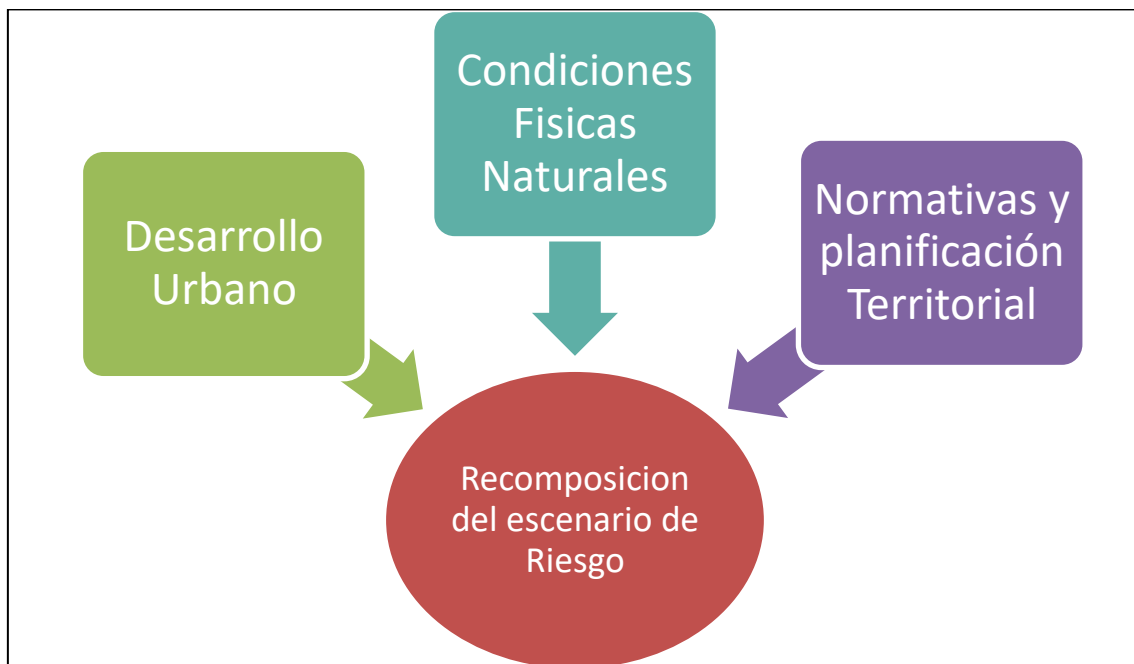 Condiciones
Fisicas
Naturales
Desarrollo
Urbano
Normativas y
planificación
Territorial
Recomposicion
del escenario de
Riesgo